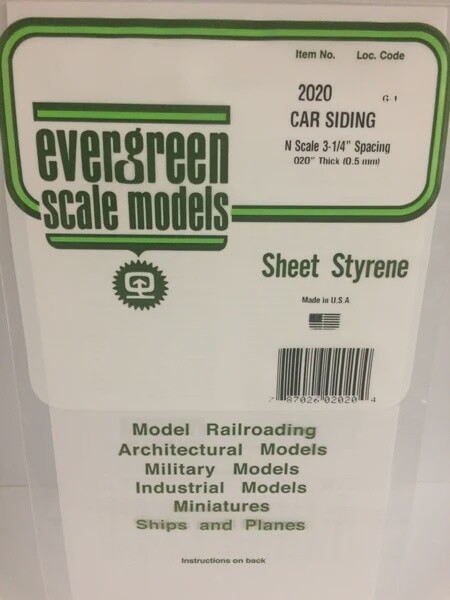 Item No. Loc. Code
2020 G-1
CAR SIDING
N Scale 3-1/4" Spacing
.020" Thick (0.5 mm)
evergreen
scale models
Sheet Styrene
Made in U.S.A
7 87026 02020 4
Model Railroading
Architectural Models
Military Models
Industrial Models
Miniatures
Ships and Planes
Instructions on back